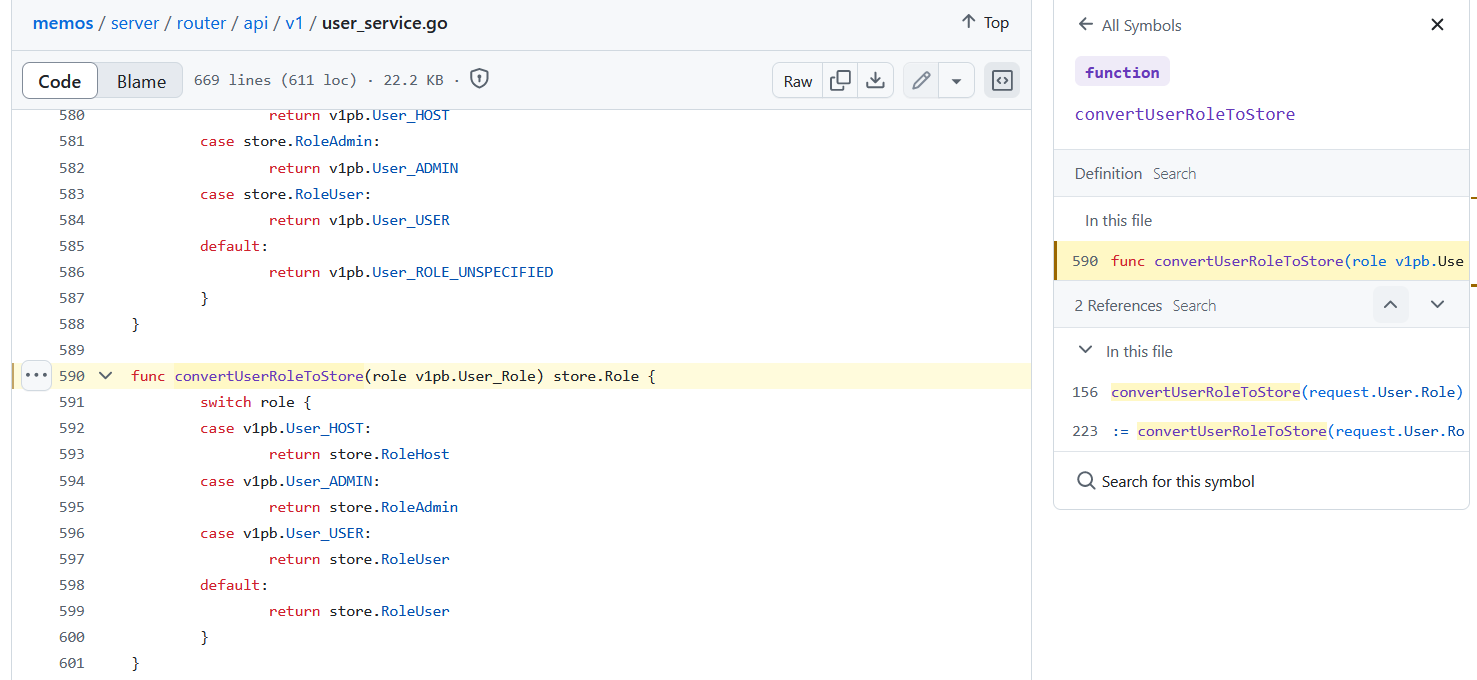 memos / server / router / api / v1 / user_service.go
Top
Code Blame 669 lines (611 loc) · 22.2 KB ·
Raw
580 return v1pb.User_HOST
581 case store.RoleAdmin:
582 return v1pb.User_ADMIN
583 case store.RoleUser:
584 return v1pb.User_USER
585 default:
586 return v1pb.User_ROLE_UNSPECIFIED
587 }
588 }
589
590 func convertUserRoleToStore(role v1pb.User_Role) store.Role {
591 switch role {
592 case v1pb.User_HOST:
593 return store.RoleHost
594 case v1pb.User_ADMIN:
595 return store.RoleAdmin
596 case v1pb.User_USER:
597 return store.RoleUser
598 default:
599 return store.RoleUser
600 }
601 }
All Symbols
function
convertUserRoleToStore
Definition Search
In this file
590 func convertUserRoleToStore(role v1pb.Use
2 References Search
In this file
156 convertUserRoleToStore(request.User.Role)
223 := convertUserRoleToStore(request.User.Ro
Search for this symbol